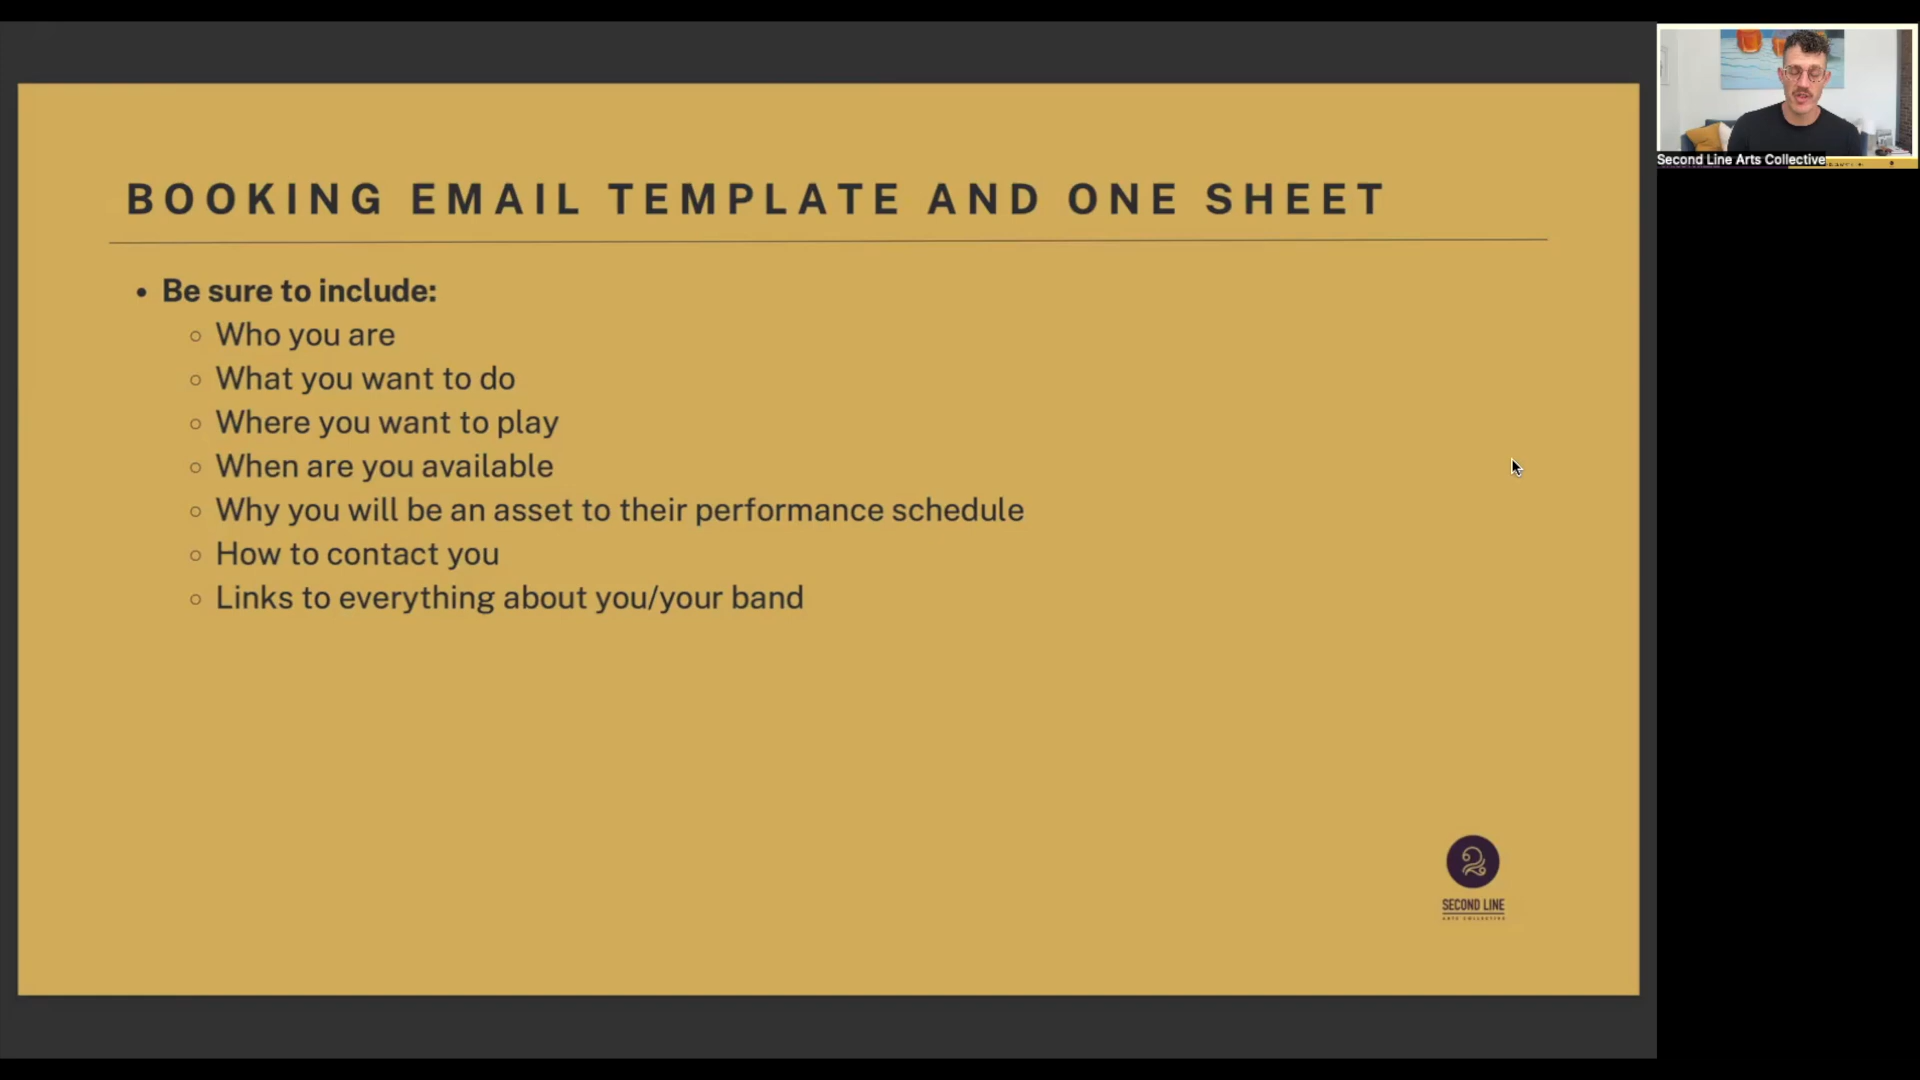 BOOKING EMAIL TEMPLATE AND ONE SHEET
• Be sure to include:
○ Who you are
○ What you want to do
○ Where you want to play
○ When are you available
○ Why you will be an asset to their performance schedule
○ How to contact you
○ Links to everything about you/your band
SECOND LINE
ARTS COLLECTIVE
Second Line Arts Collective